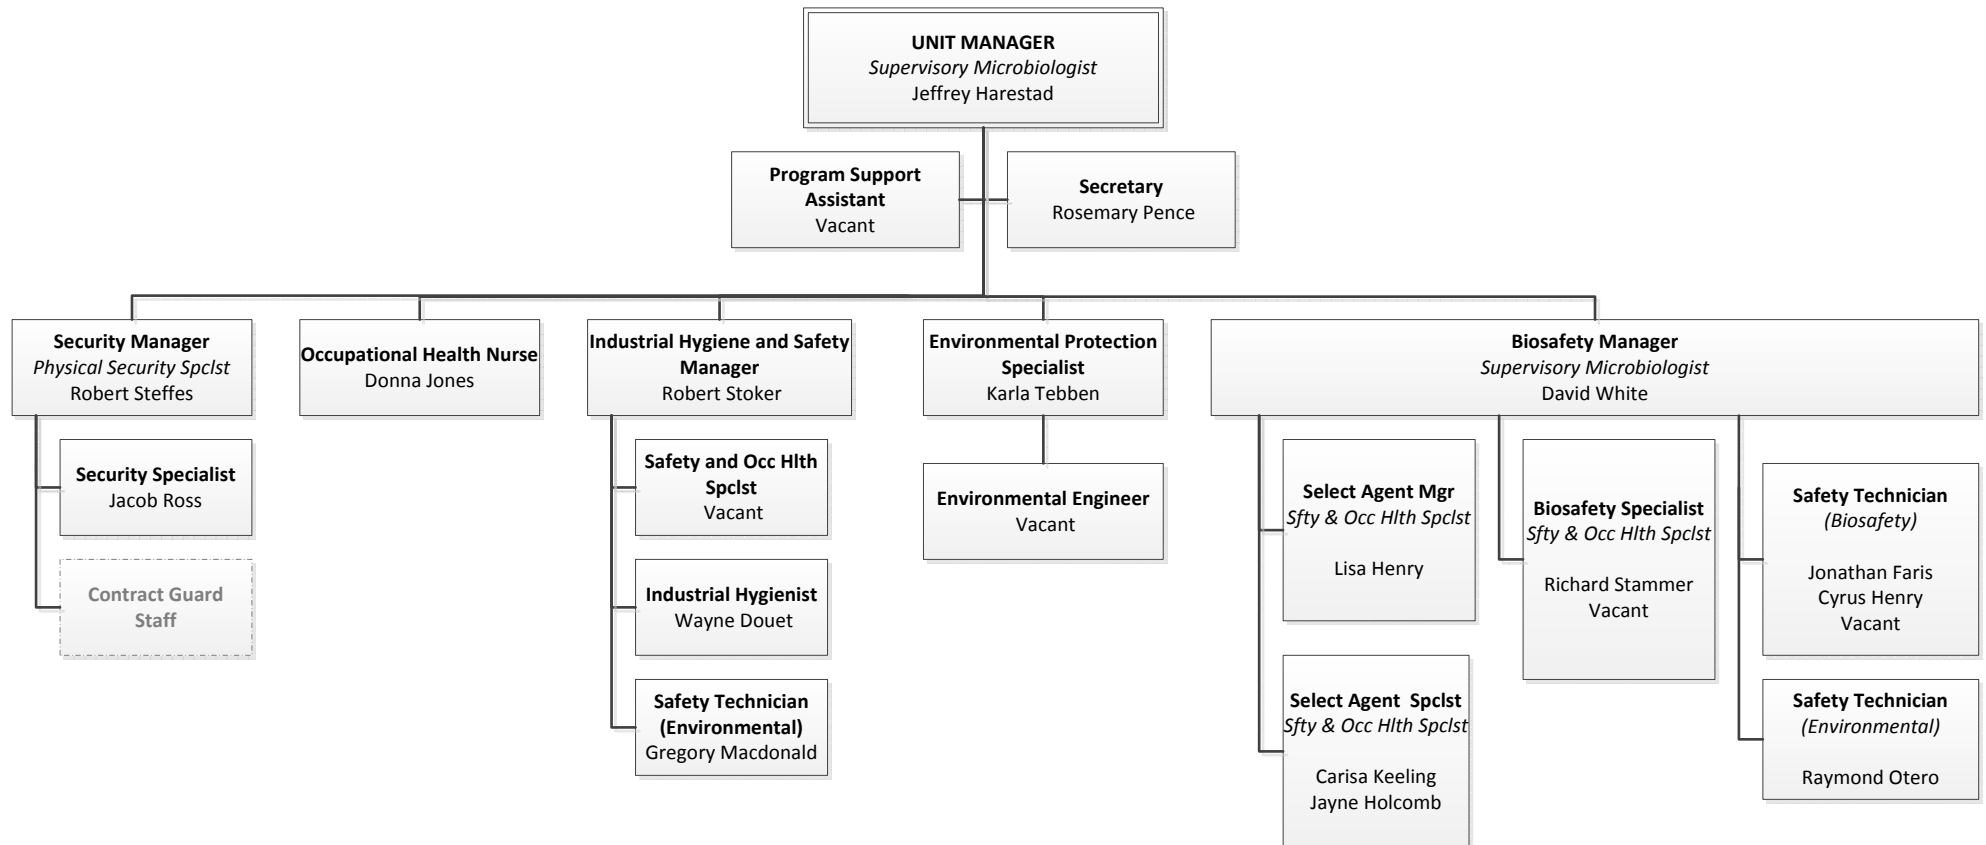 UNIT MANAGER
Supervisory Microbiologist
Jeffrey Harestad
Program Support
Assistant
Vacant
Secretary
Rosemary Pence
Security Manager
Physical Security Spclst
Robert Steffes
Occupational Health Nurse
Donna Jones
Industrial Hygiene and Safety
Manager
Robert Stoker
Environmental Protection
Specialist
Karla Tebben
Biosafety Manager
Supervisory Microbiologist
David White
Security Specialist
Jacob Ross
Contract Guard
Staff
Safety and Occ Hlth
Spclst
Vacant
Industrial Hygienist
Wayne Douet
Safety Technician
(Environmental)
Gregory Macdonald
Environmental Engineer
Vacant
Select Agent Mgr
Sfty & Occ Hlth Spclst
Lisa Henry
Select Agent Spclst
Sfty & Occ Hlth Spclst
Carisa Keeling
Jayne Holcomb
Biosafety Specialist
Sfty & Occ Hlth Spclst
Richard Stammer
Vacant
Safety Technician
(Biosafety)
Jonathan Faris
Cyrus Henry
Vacant
Safety Technician
(Environmental)
Raymond Otero